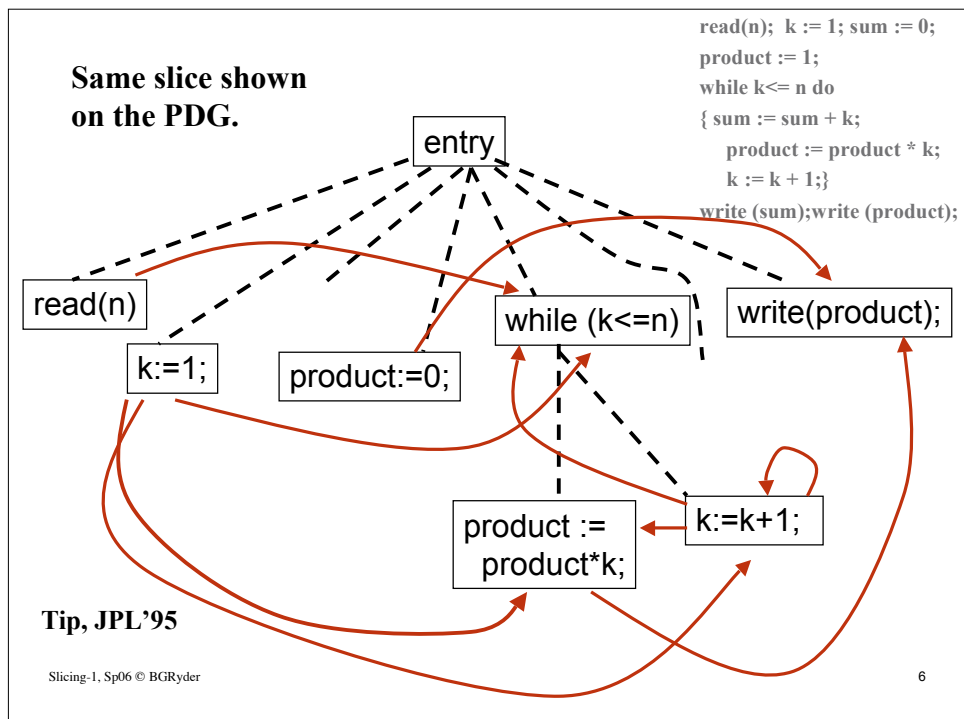 Same slice shown
on the PDG.
read(n); k := 1; sum := 0;
product := 1;
while k<= n do
{ sum := sum + k;
product := product * k;
k := k + 1;}
write (sum);write (product);
entry
read(n)
while (k<=n)
write(product);
k:=1;
product:=0;
product :=
product*k;
k:=k+1;
Tip, JPL’95
Slicing-1, Sp06 © BGRyder
6